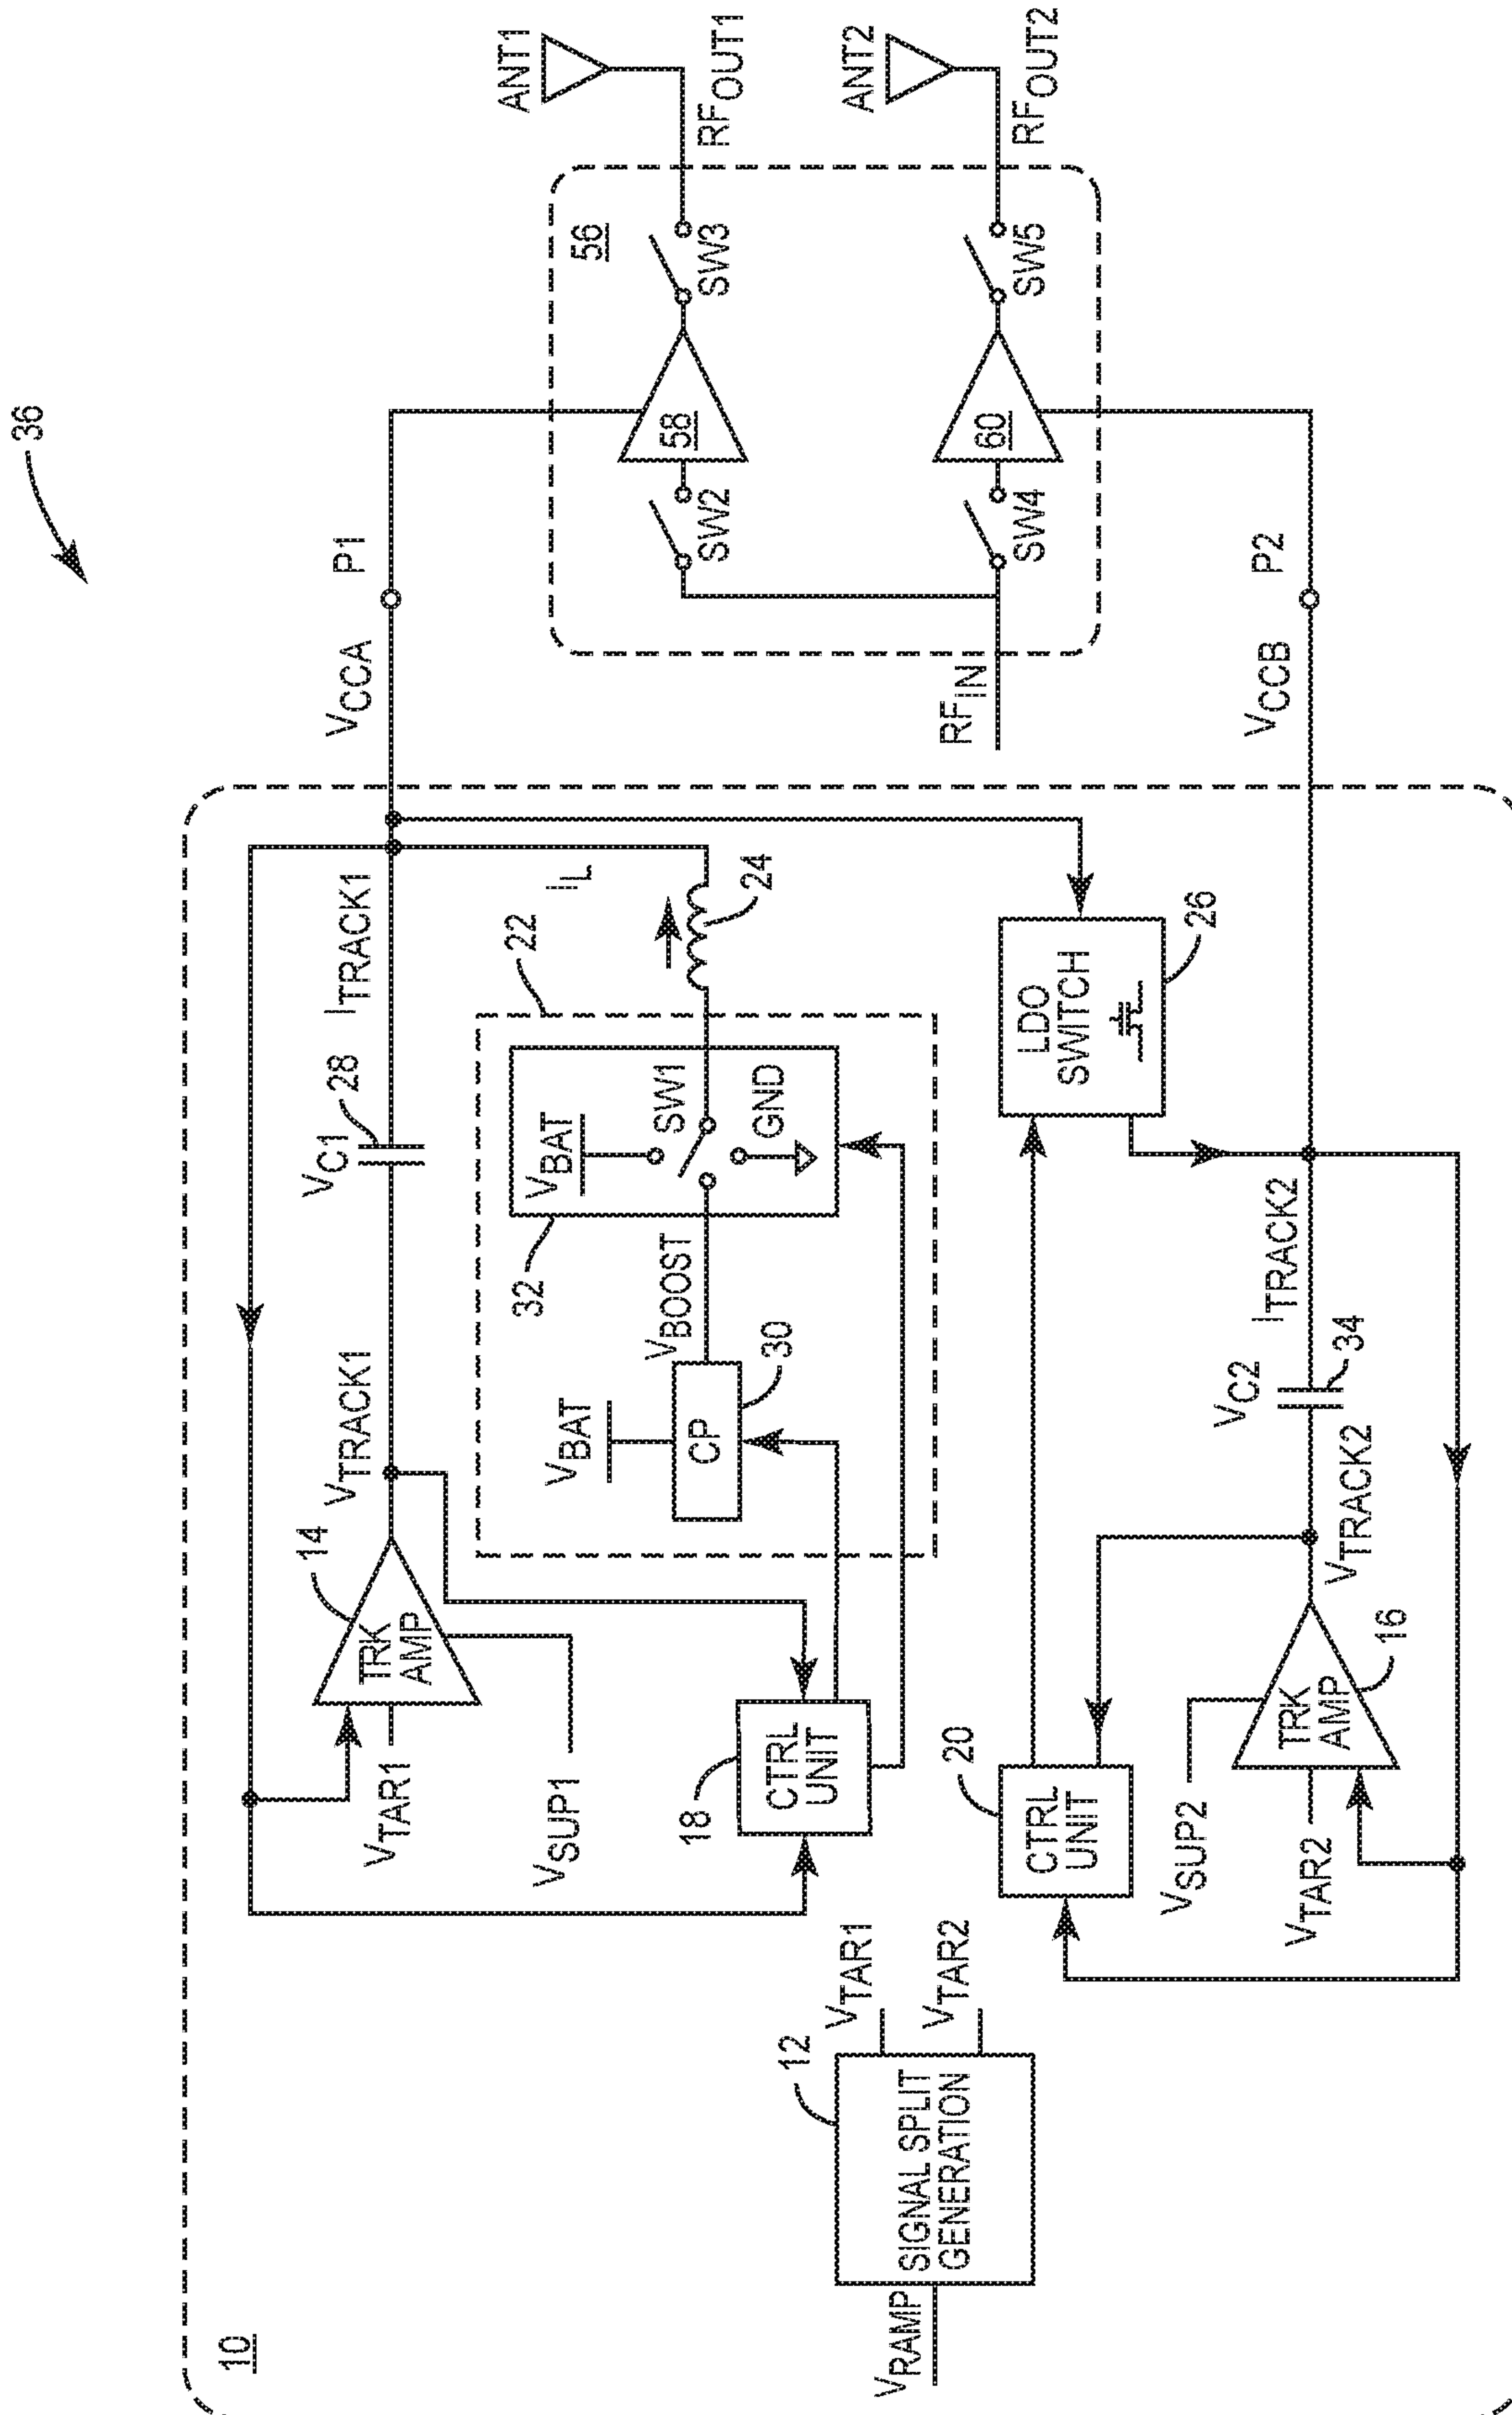 36
10
VRAMP
SIGNAL SPLIT
GENERATION
12
VTAR1
VTAR2
VTAR1
VSUP1
TRK
AMP
14
VTRACK1
VC1
28
ITRACK1
VCCA
P1
18
CTRL
UNIT
VBAT
CP
30
VBOOST
32
VBAT
SW1
GND
22
IL
24
20
CTRL
UNIT
LDO
SWITCH
26
VSUP2
VTAR2
TRK
AMP
16
VTRACK2
VC2
34
ITRACK2
VCCB
P2
RFIN
56
SW2
58
SW3
SW4
60
SW5
ANT1
RFOUT1
ANT2
RFOUT2